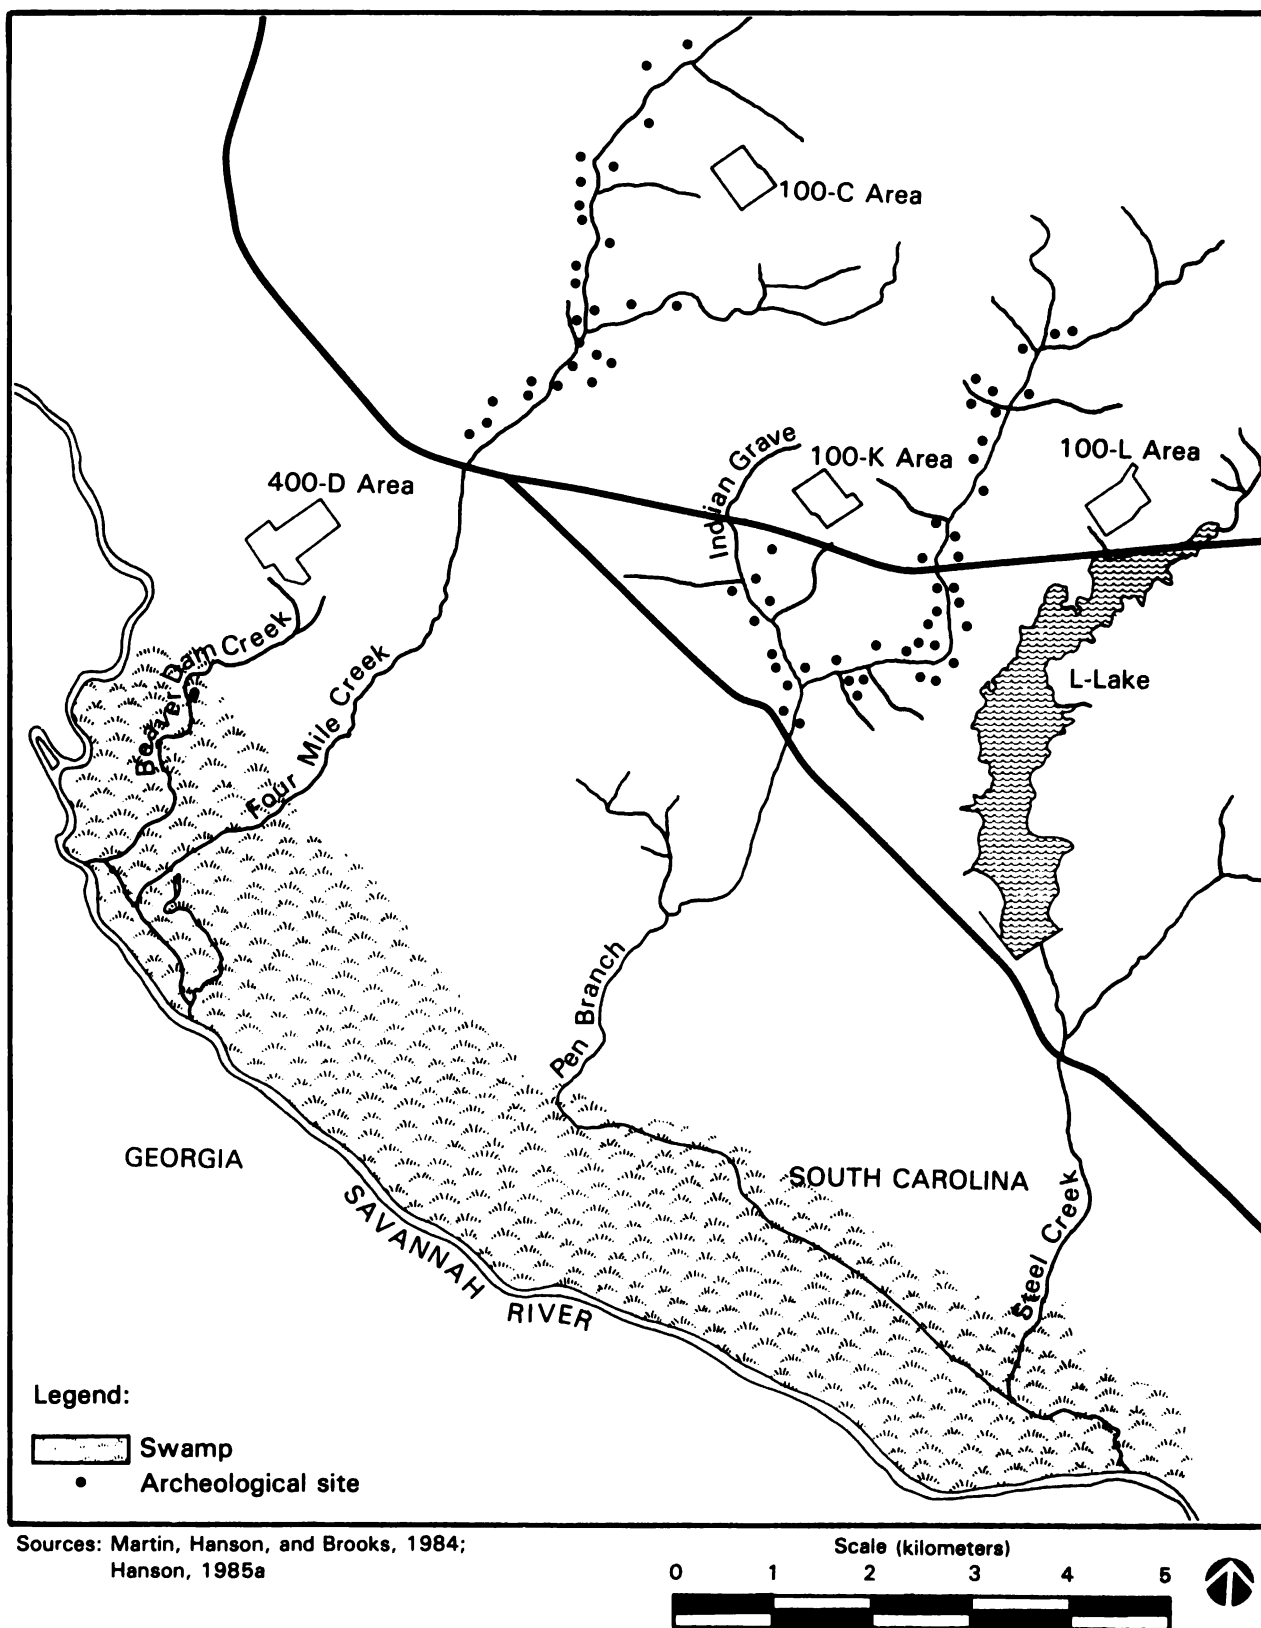 100-C Area
Indian Grave
100-K Area
100-L Area
400-D Area
Beaver Dam Creek
Four Mile Creek
L-Lake
Pen Branch
GEORGIA
SOUTH CAROLINA
SAVANNAH RIVER
Steel Creek
Legend:
Swamp
Archeological site
Sources: Martin, Hanson, and Brooks, 1984;
Hanson, 1985a
Scale (kilometers)
0 1 2 3 4 5